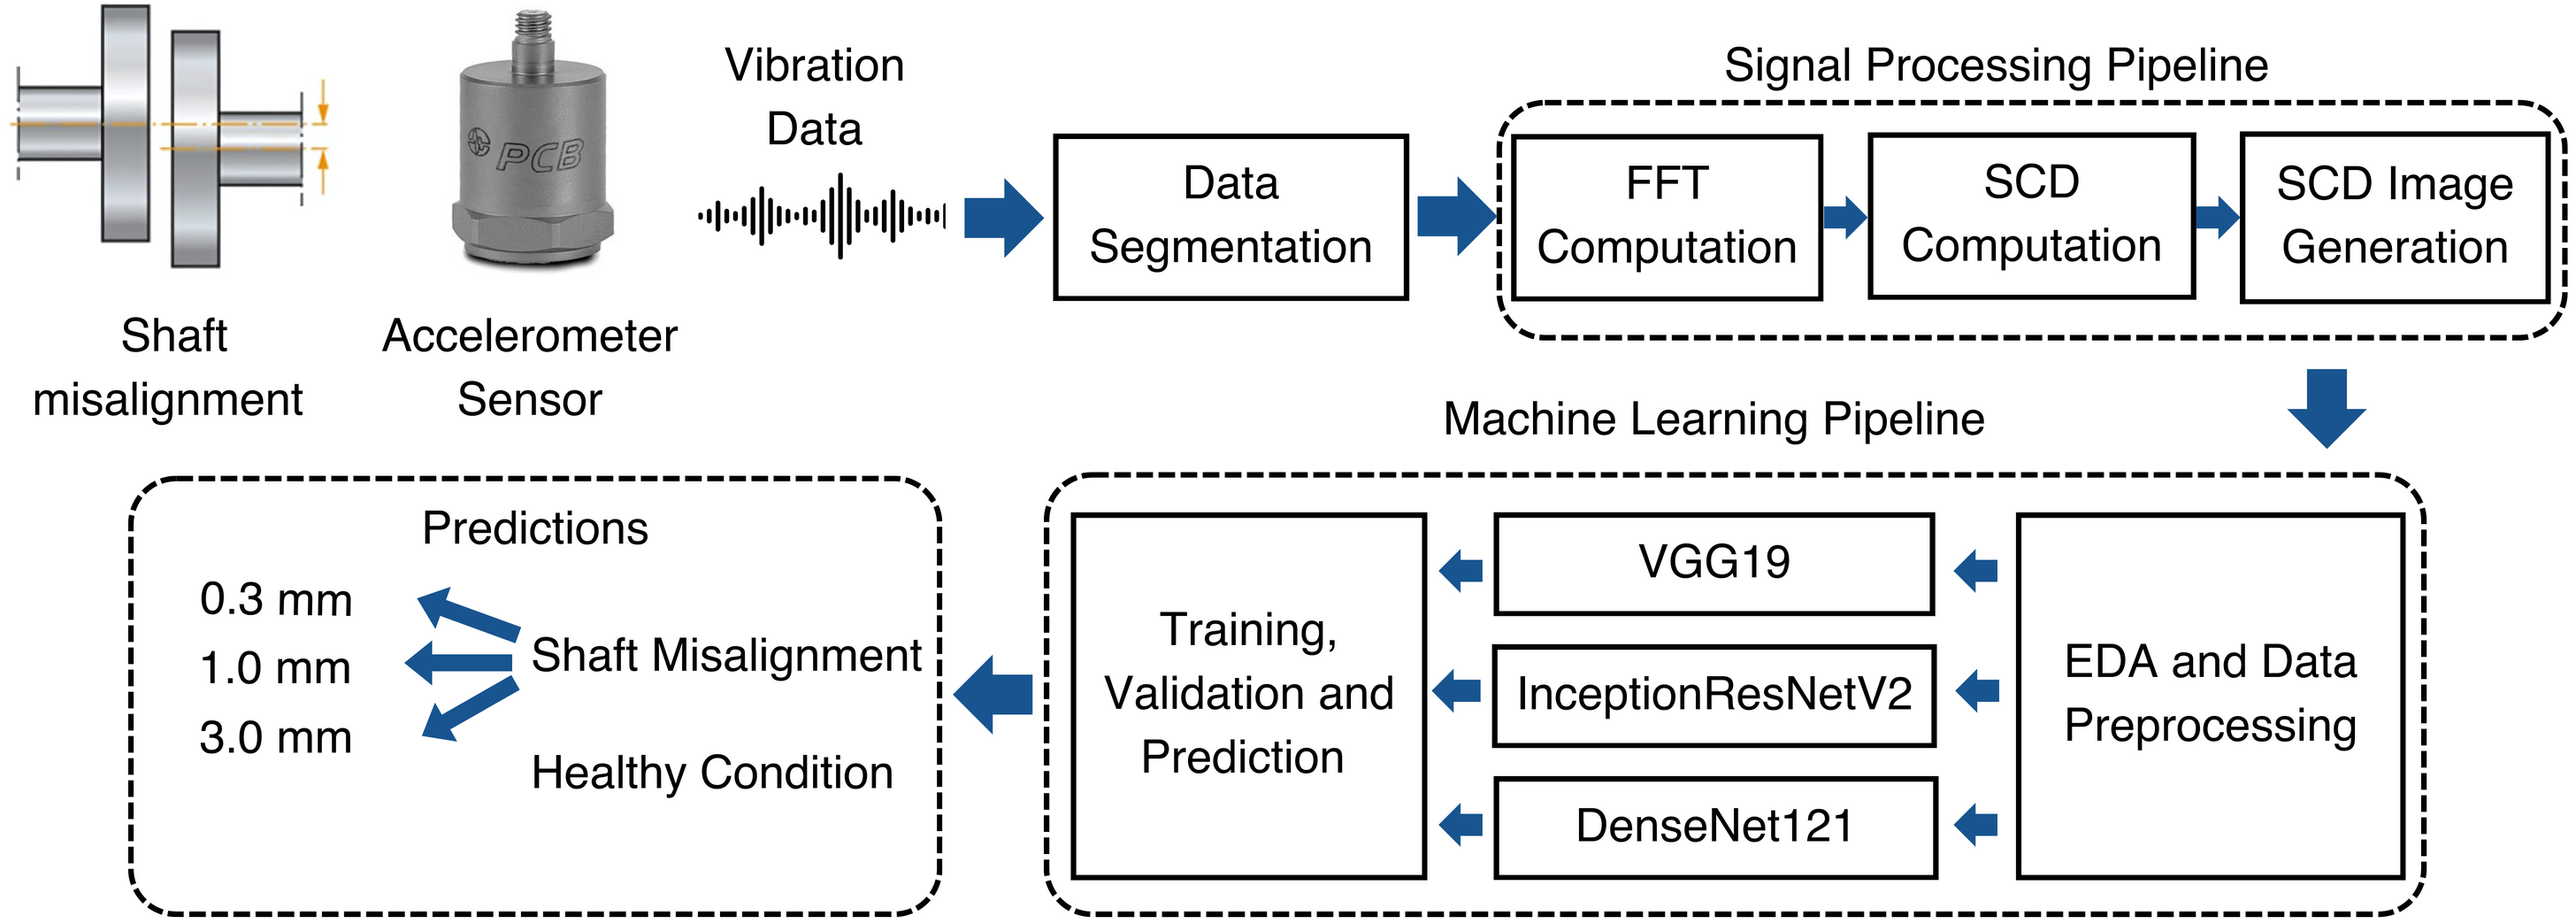 Vibration
Data
Signal Processing Pipeline
PCB
Data
Segmentation
FFT
Computation
SCD
Computation
SCD Image
Generation
Shaft
misalignment
Accelerometer
Sensor
Machine Learning Pipeline
Predictions
0.3 mm
1.0 mm
3.0 mm
Shaft Misalignment
Healthy Condition
Training,
Validation and
Prediction
VGG19
InceptionResNetV2
DenseNet121
EDA and Data
Preprocessing